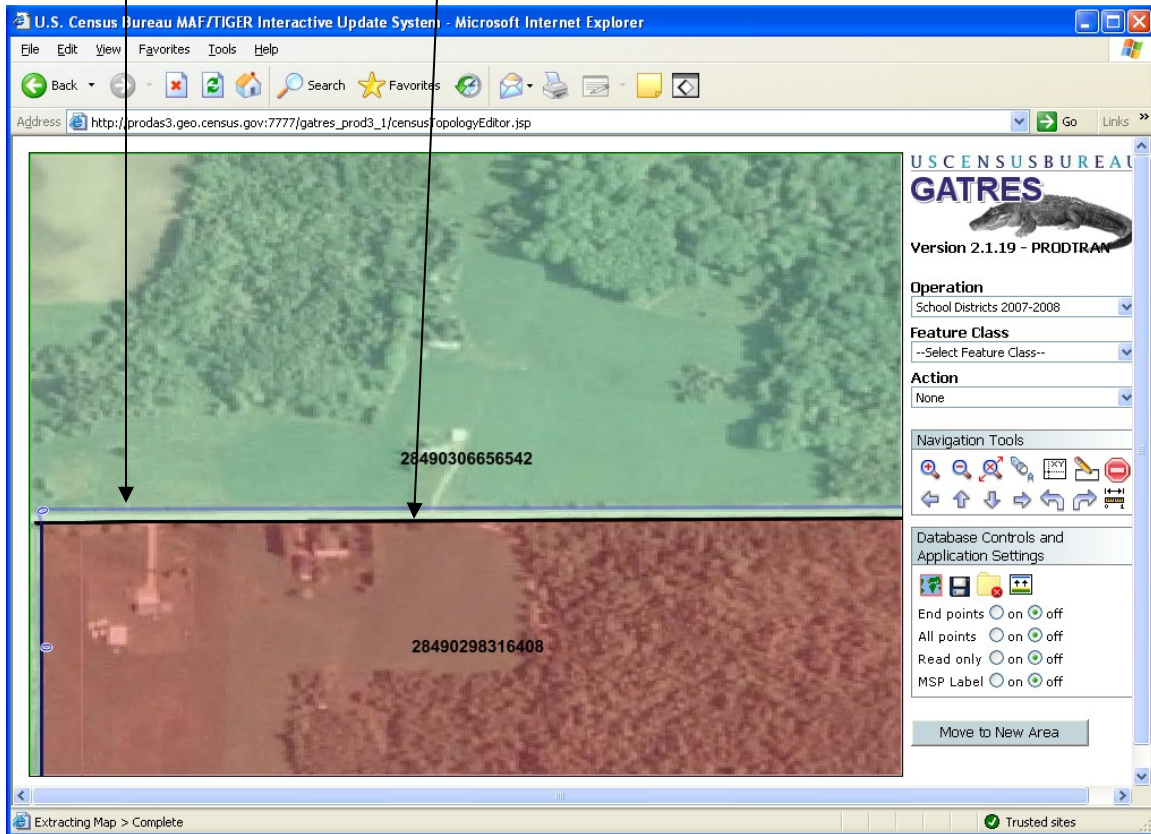 U.S. Census Bureau MAF/TIGER Interactive Update System - Microsoft Internet Explorer
File Edit View Favorites Tools Help
Back Search Favorites
Address http://prodas3.geo.census.gov:7777/gatres_prod3_1/censusTopologyEditor.jsp Go Links »
USCENSUSBUREAU
GATRES
Version 2.1.19 - PRODTRAN
Operation
School Districts 2007-2008
Feature Class
--Select Feature Class--
Action
None
28490306656542
Navigation Tools
Database Controls and
Application Settings
End points on off
All points on off
Read only on off
MSP Label on off
28490298316408
Move to New Area
Extracting Map > Complete Trusted sites